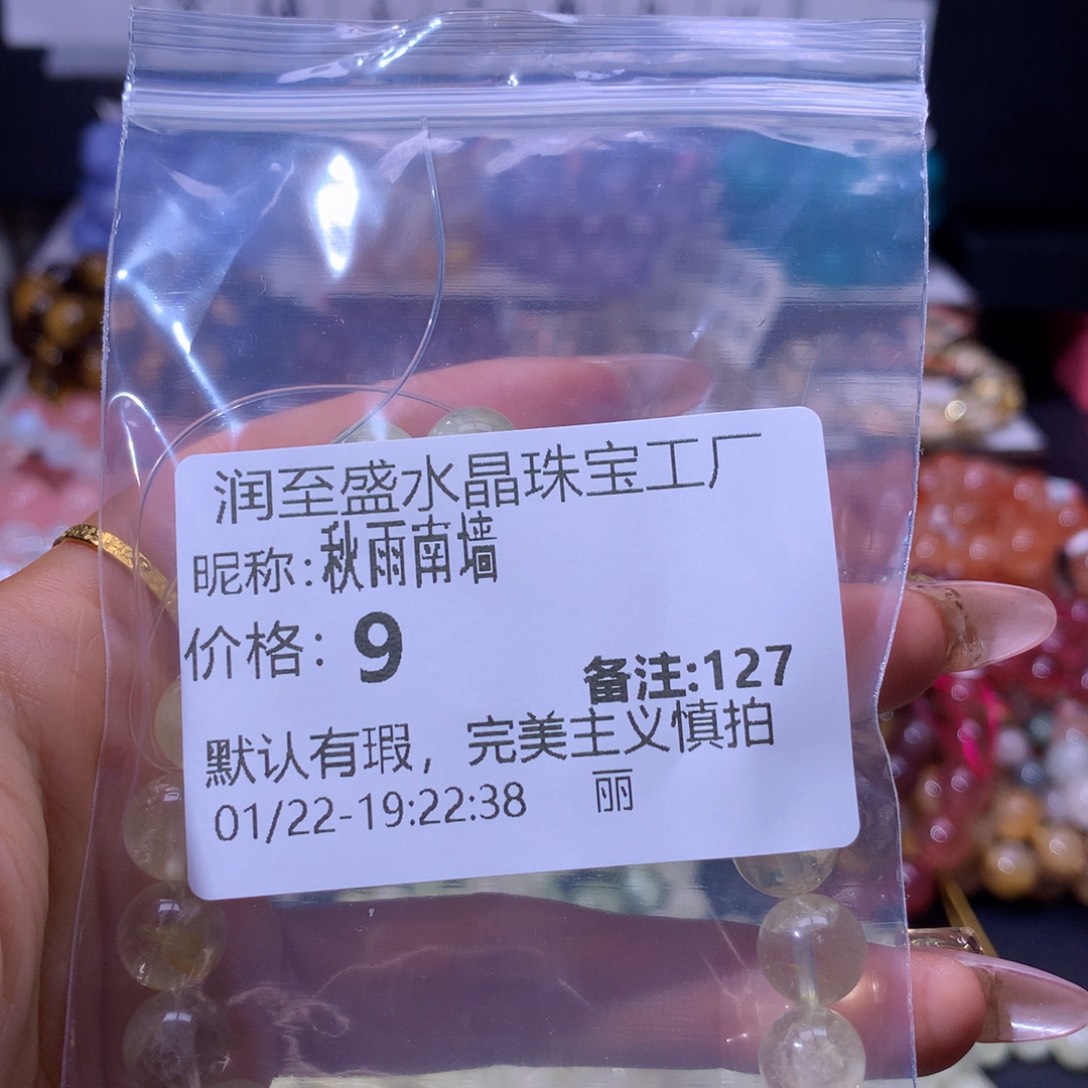 润至盛水晶珠宝工厂
昵称:秋雨南墙
价格: 9
备注:127
默认有瑕，完美主义慎拍
01/22-19:22:38 丽